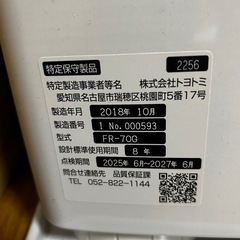 特定保守製品 2256
特定製造事業者等名 株式会社トヨトミ
愛知県名古屋市瑞穂区桃園町5番17号
製造年月 2018年 10月
製造番号 I No.000593
型式 FR-70G
設計標準使用期間 8 年
点検期間 2025年 6月~2027年 6月
問合せ連絡先 品質保証課
TEL 052-822-1144